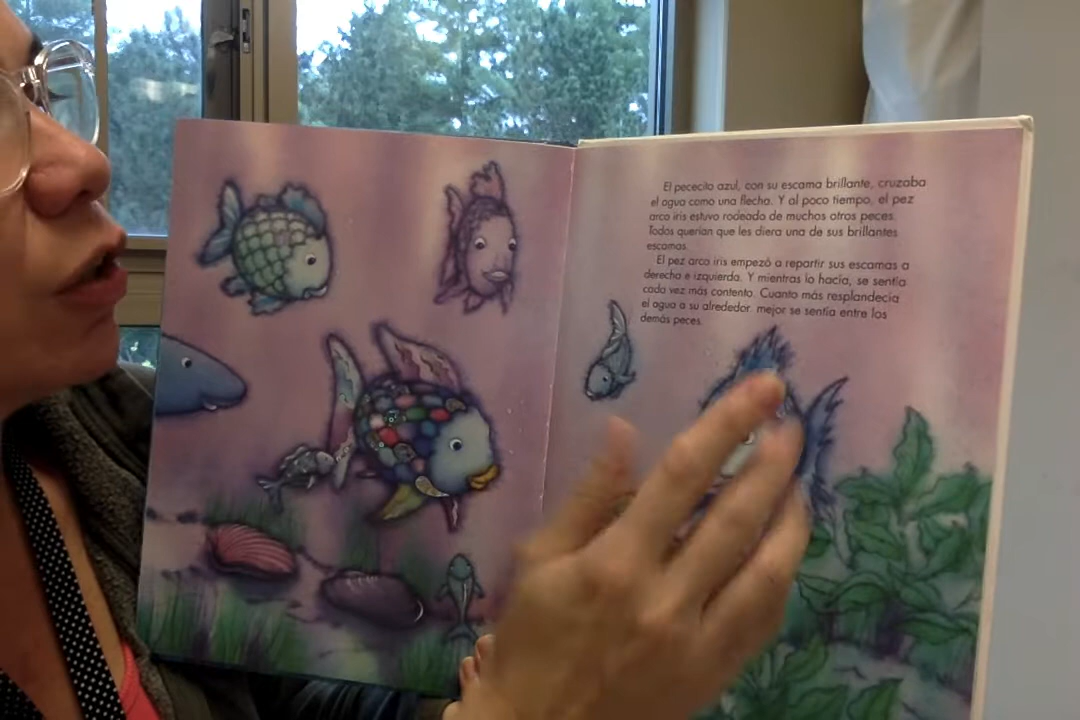 El pececito azul, con su escama brillante, cruzaba
el agua como una flecha. Y al poco tiempo, el pez
arco iris estuvo rodeado de muchos otros peces.
Todos querían que les diera una de sus brillantes
escamas.
El pez arco iris empezó a repartir sus escamas a
derecha e izquierda. Y mientras lo hacía, se sentía
cada vez más contento. Cuanto más resplandecía
el agua a su alrededor mejor se sentía entre los
demás peces.